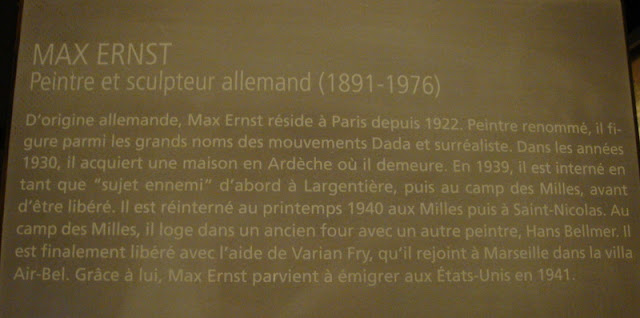 MAX ERNST
Peintre et sculpteur allemand (1891-1976)
D'origine allemande, Max Ernst réside à Paris depuis 1922. Peintre renommé, il fi-
gure parmi les grands noms des mouvements Dada et surréaliste. Dans les années
1930, il acquiert une maison en Ardèche où il demeure. En 1939, il est interné en
tant que "sujet ennemi" d'abord à Largentière, puis au camp des Milles, avant
d'être libéré. Il est réinterné au printemps 1940 aux Milles puis à Saint-Nicolas. Au
camp des Milles, il loge dans un ancien four avec un autre peintre, Hans Bellmer. Il
est finalement libéré avec l'aide de Varian Fry, qu'il rejoint à Marseille dans la villa
Air-Bel. Grâce à lui, Max Ernst parvient à émigrer aux États-Unis en 1941.